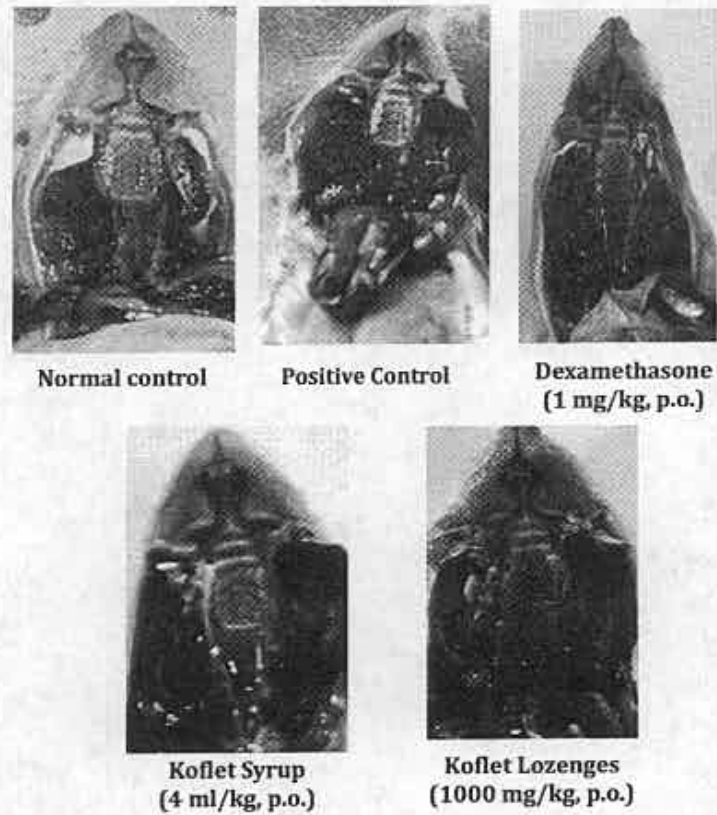 Normal control
Positive Control
Dexamethasone
(1 mg/kg, p.o.)
Koflet Syrup
(4 ml/kg, p.o.)
Koflet Lozenges
(1000 mg/kg, p.o.)